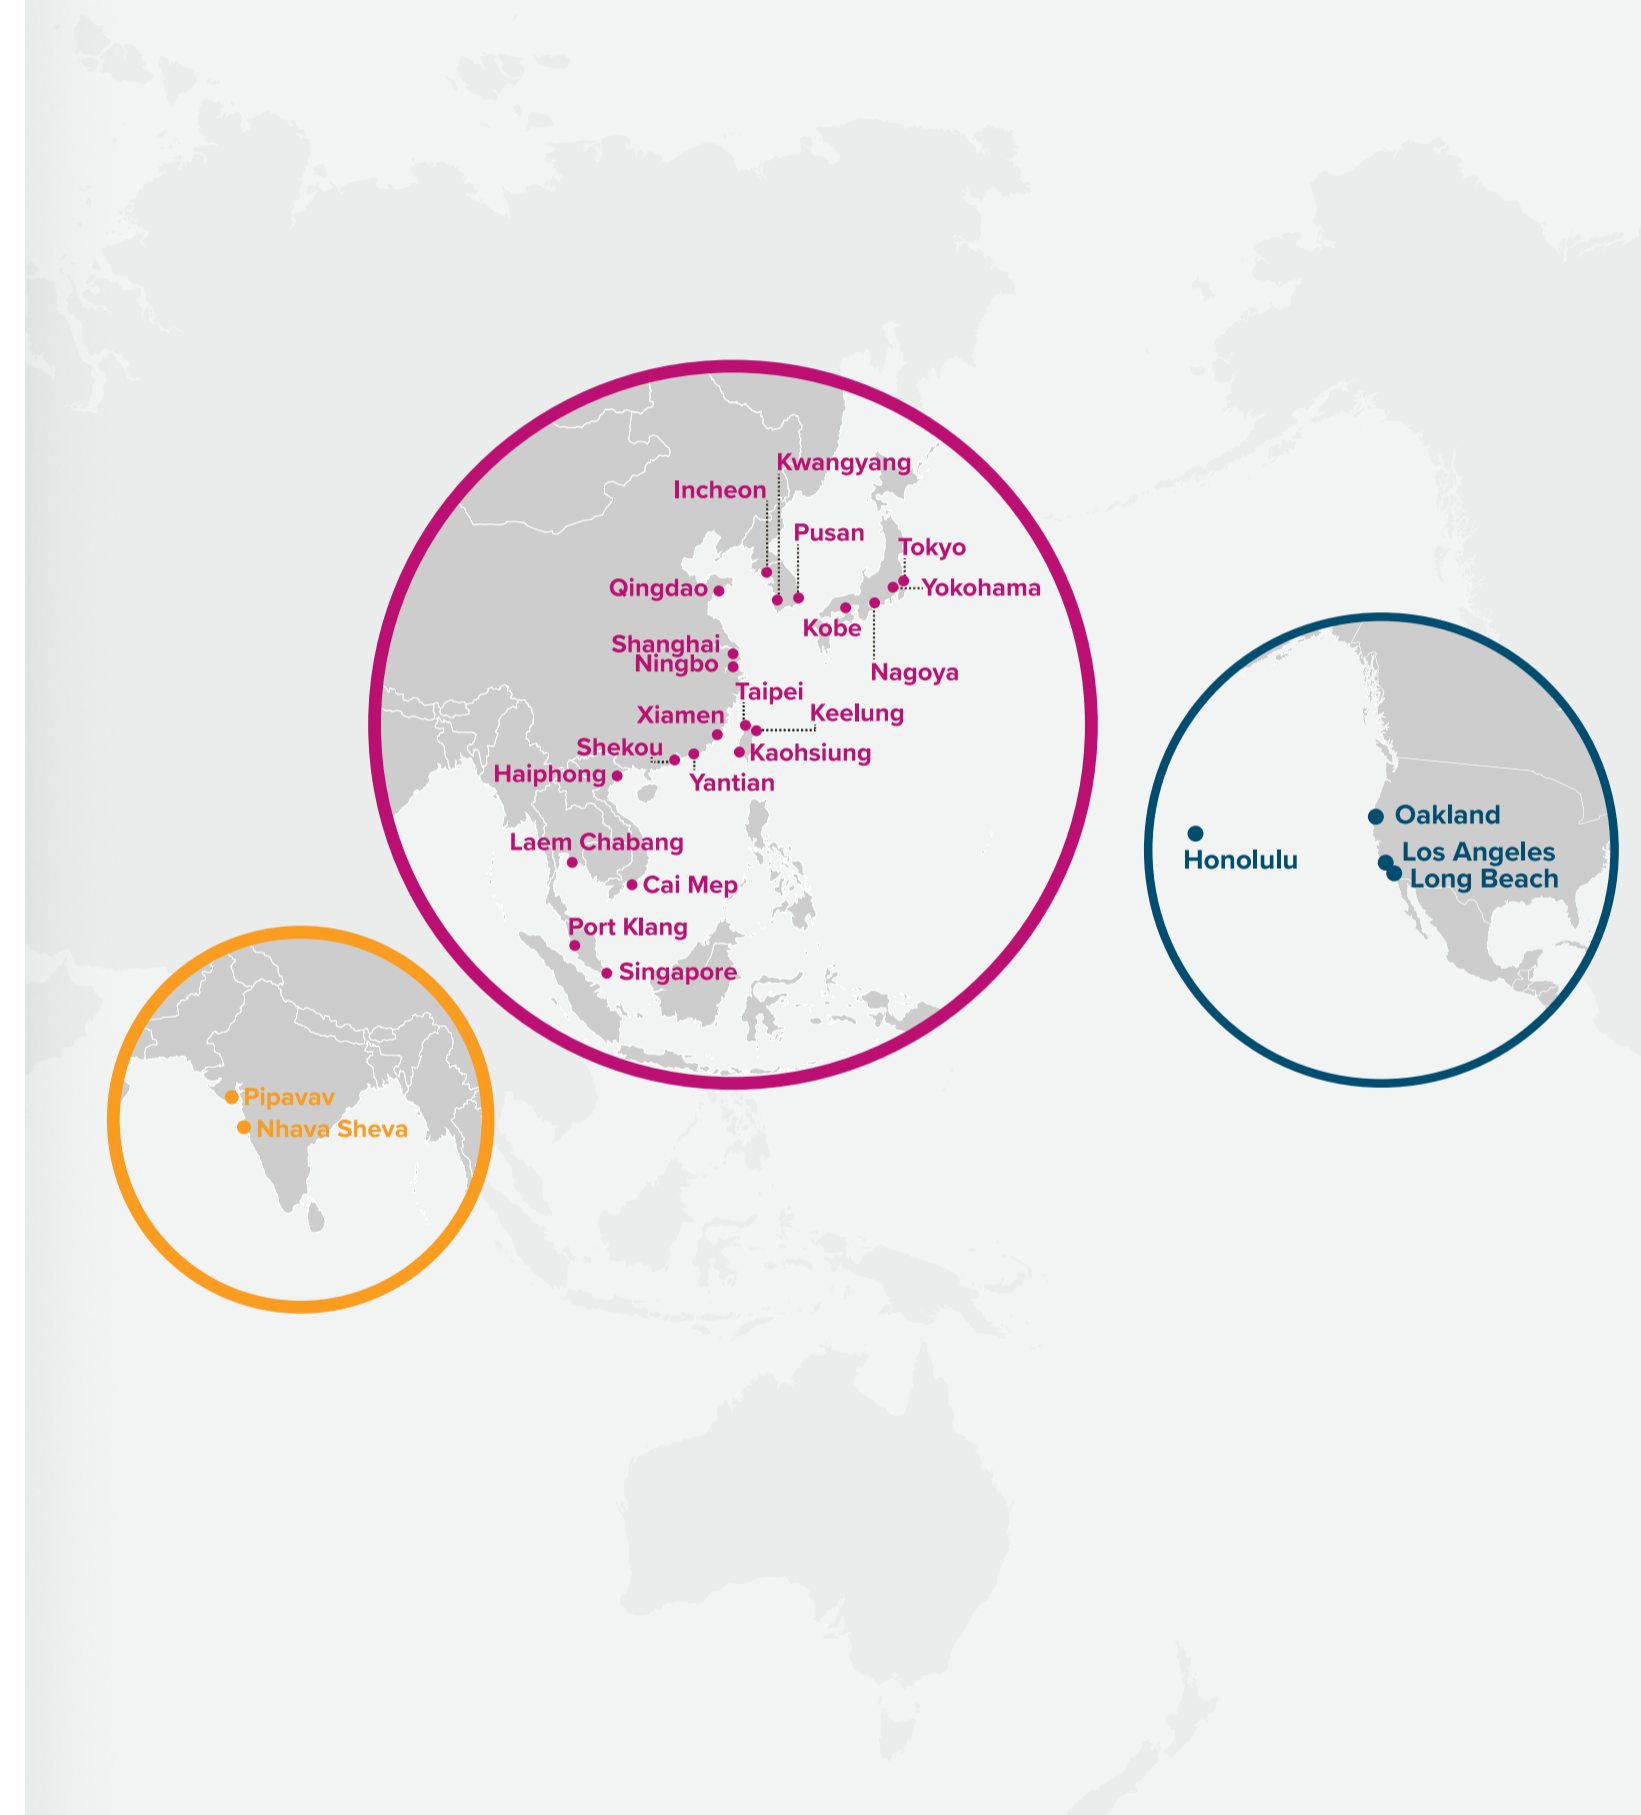 Kwangyang
Incheon
Pusan
Tokyo
Qingdao
Yokohama
Kobe
Shanghai
Ningbo
Nagoya
Taipei
Xiamen
Keelung
Shekou
Kaohsiung
Haiphong
Yantian
Laem Chabang
Cai Mep
Port Klang
Singapore
Oakland
Los Angeles
Honolulu
Long Beach
Pipavav
Nhava Sheva